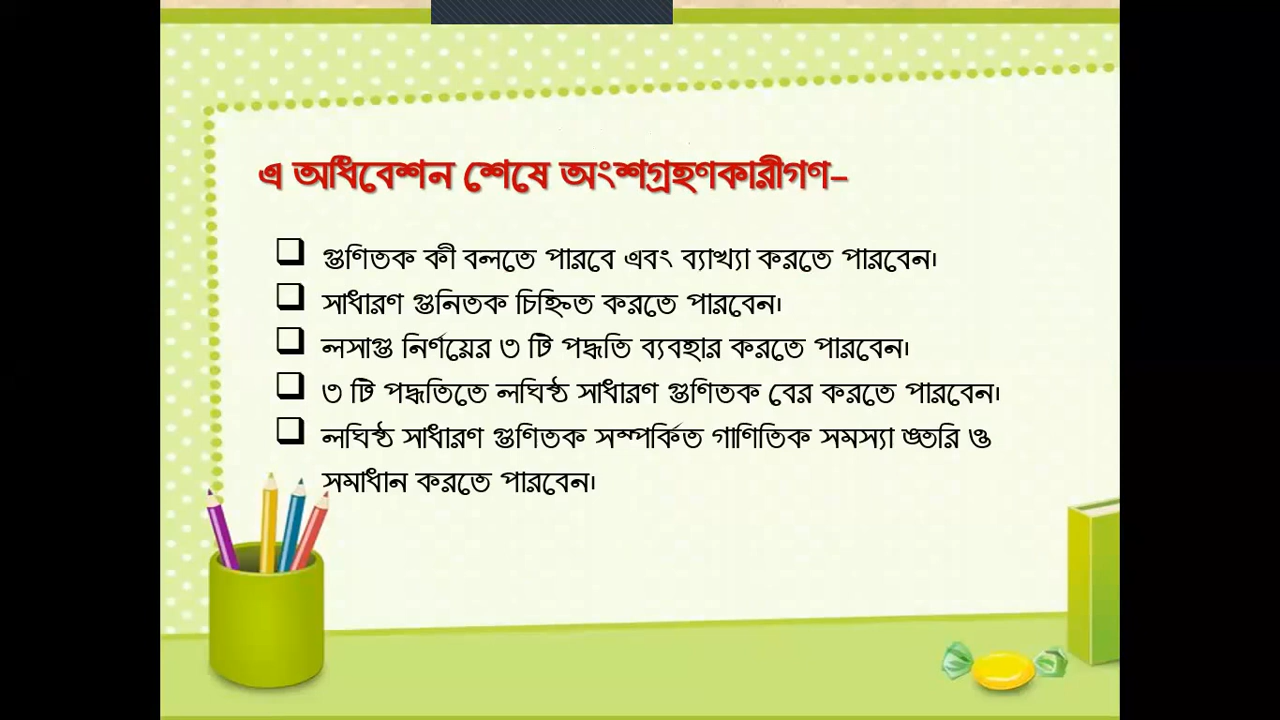 এ অধিবেশন শেষে অংশগ্রহণকারীগণ–
গুণিতক কী বলতে পারবে এবং ব্যাখ্যা করতে পারবেন।
সাধারণ গুনিতক চিহ্নিত করতে পারবেন।
লসাগু নির্ণয়ের ৩ টি পদ্ধতি ব্যবহার করতে পারবেন।
৩ টি পদ্ধতিতে লঘিষ্ঠ সাধারণ গুণিতক বের করতে পারবেন।
লঘিষ্ঠ সাধারণ গুণিতক সম্পর্কিত গাণিতিক সমস্যা ও
সমাধান করতে পারবেন।